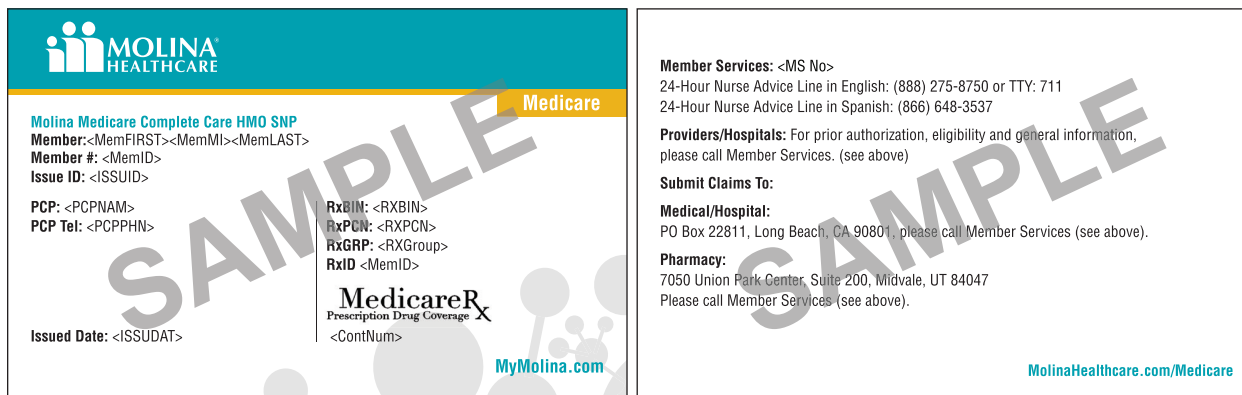 MOLINA®
HEALTHCARE
Medicare
Molina Medicare Complete Care HMO SNP
Member:<MemFIRST><MemMI><MemLAST>
Member #: <MemID>
Issue ID: <ISSUID>
PCP: <PCPNAM>
PCP Tel: <PCPPHN>
RxBIN: <RXBIN>
RxPCN: <RXPCN>
RxGRP: <RXGroup>
RxID <MemID>
MedicareRx
Prescription Drug Coverage
Issued Date: <ISSUDAT>
<ContNum>
MyMolina.com
SAMPLE
Member Services: <MS No>
24-Hour Nurse Advice Line in English: (888) 275-8750 or TTY: 711
24-Hour Nurse Advice Line in Spanish: (866) 648-3537
Providers/Hospitals: For prior authorization, eligibility and general information,
please call Member Services. (see above)
Submit Claims To:
Medical/Hospital:
PO Box 22811, Long Beach, CA 90801, please call Member Services (see above).
Pharmacy:
7050 Union Park Center, Suite 200, Midvale, UT 84047
Please call Member Services (see above).
MolinaHealthcare.com/Medicare
SAMPLE